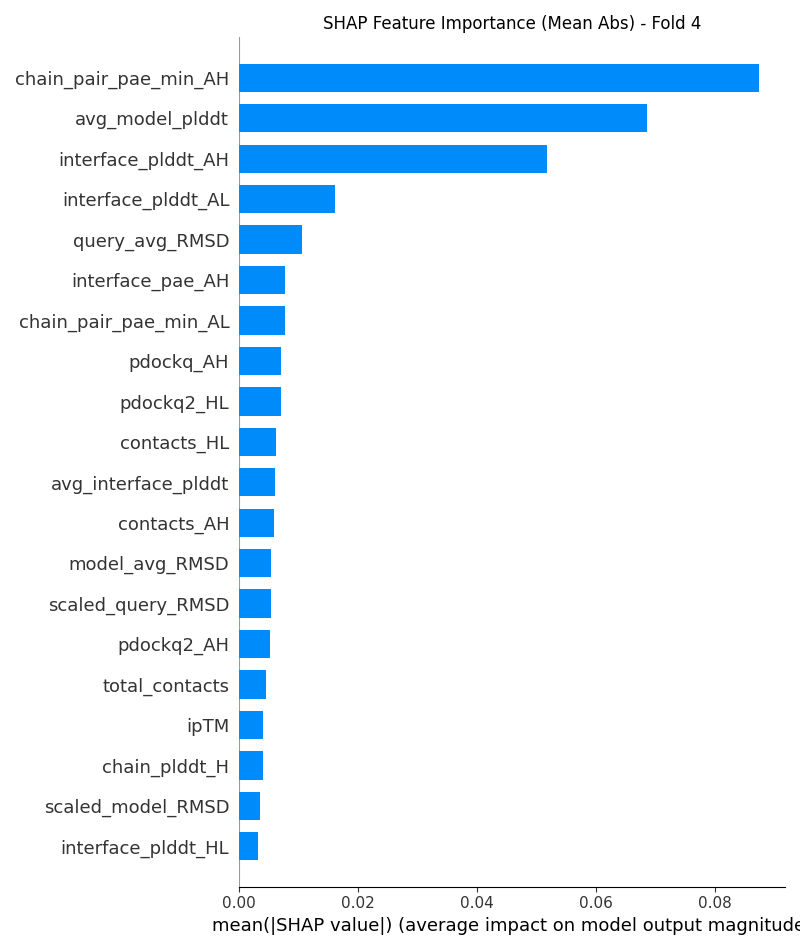 SHAP Feature Importance (Mean Abs) - Fold 4
chain_pair_pae_min_AH
avg_model_plddt
interface_plddt_AH
interface_plddt_AL
query_avg_RMSD
interface_pae_AH
chain_pair_pae_min_AL
pdockq_AH
pdockq2_HL
contacts_HL
avg_interface_plddt
contacts_AH
model_avg_RMSD
scaled_query_RMSD
pdockq2_AH
total_contacts
ipTM
chain_plddt_H
scaled_model_RMSD
interface_plddt_HL
0.00 0.02 0.04 0.06 0.08
mean(|SHAP value|) (average impact on model output magnitude